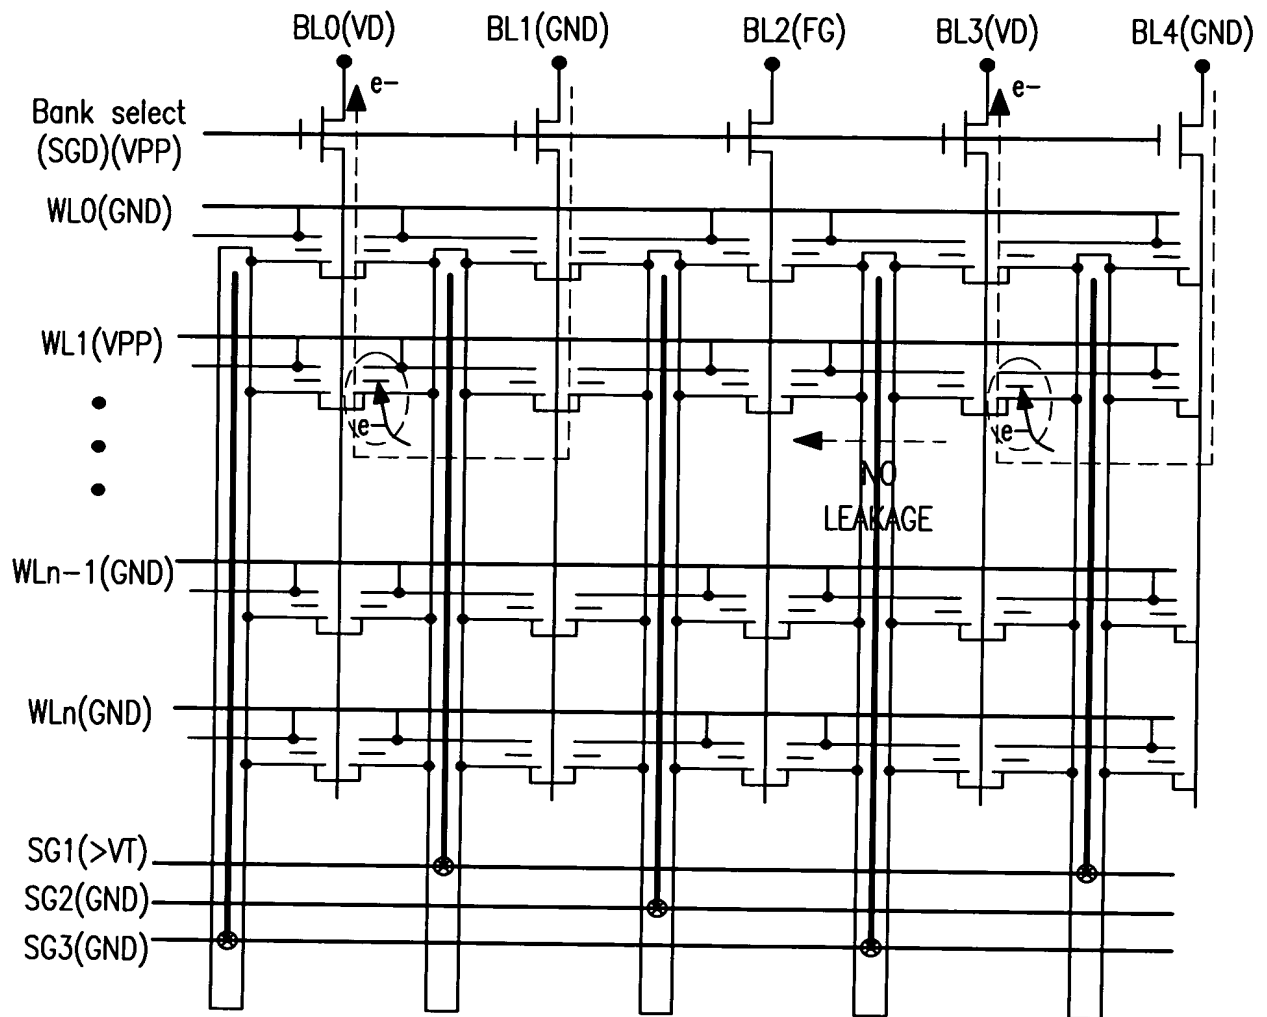 BL0(VD)
BL1(GND)
BL2(FG)
BL3(VD)
BL4(GND)
e-
e-
Bank select
(SGD)(VPP)
WL0(GND)
WL1(VPP)
e-
e-
NO
LEAKAGE
WLn-1(GND)
WLn(GND)
SG1(>VT)
SG2(GND)
SG3(GND)